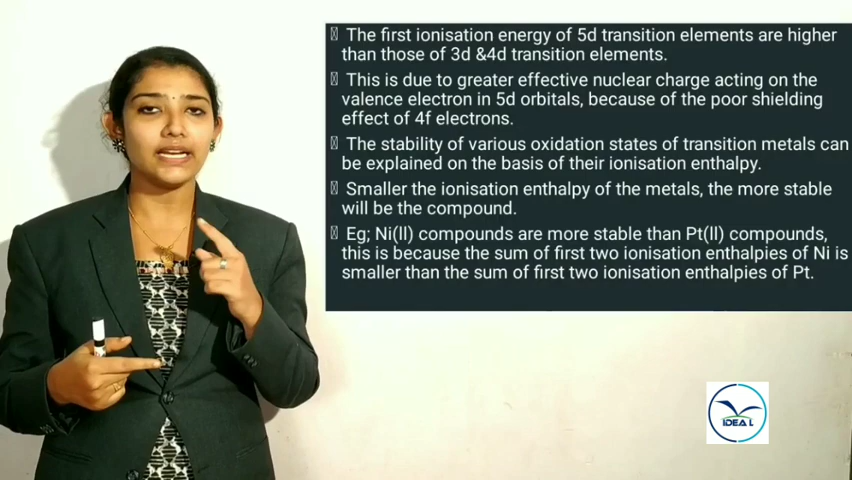 The first ionisation energy of 5d transition elements are higher
than those of 3d &4d transition elements.
This is due to greater effective nuclear charge acting on the
valence electron in 5d orbitals, because of the poor shielding
effect of 4f electrons.
The stability of various oxidation states of transition metals can
be explained on the basis of their ionisation enthalpy.
Smaller the ionisation enthalpy of the metals, the more stable
will be the compound.
Eg; Ni(ll) compounds are more stable than Pt(ll) compounds,
this is because the sum of first two ionisation enthalpies of Ni is
smaller than the sum of first two ionisation enthalpies of Pt.
IDEAL